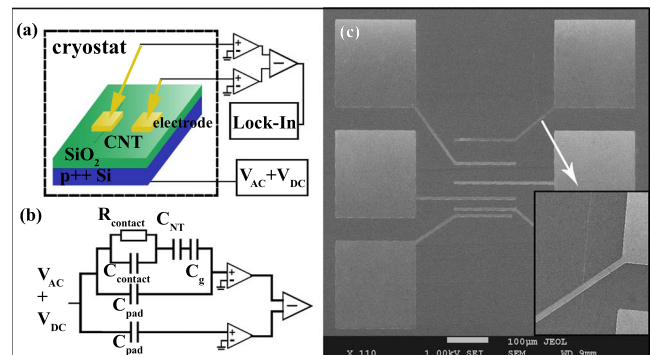 (a)
cryostat
electrode
CNT
SiO2
p++ Si
+
-
+
-
−
Lock-In
VAC+VDC
(b)
Rcontact
CNT
Ccontact
Cg
Cpad
Cpad
VAC
+
VDC
+
-
+
-
−
(c)
100μm JEOL
X 110 1.00kV SEI SEM WD 9mm